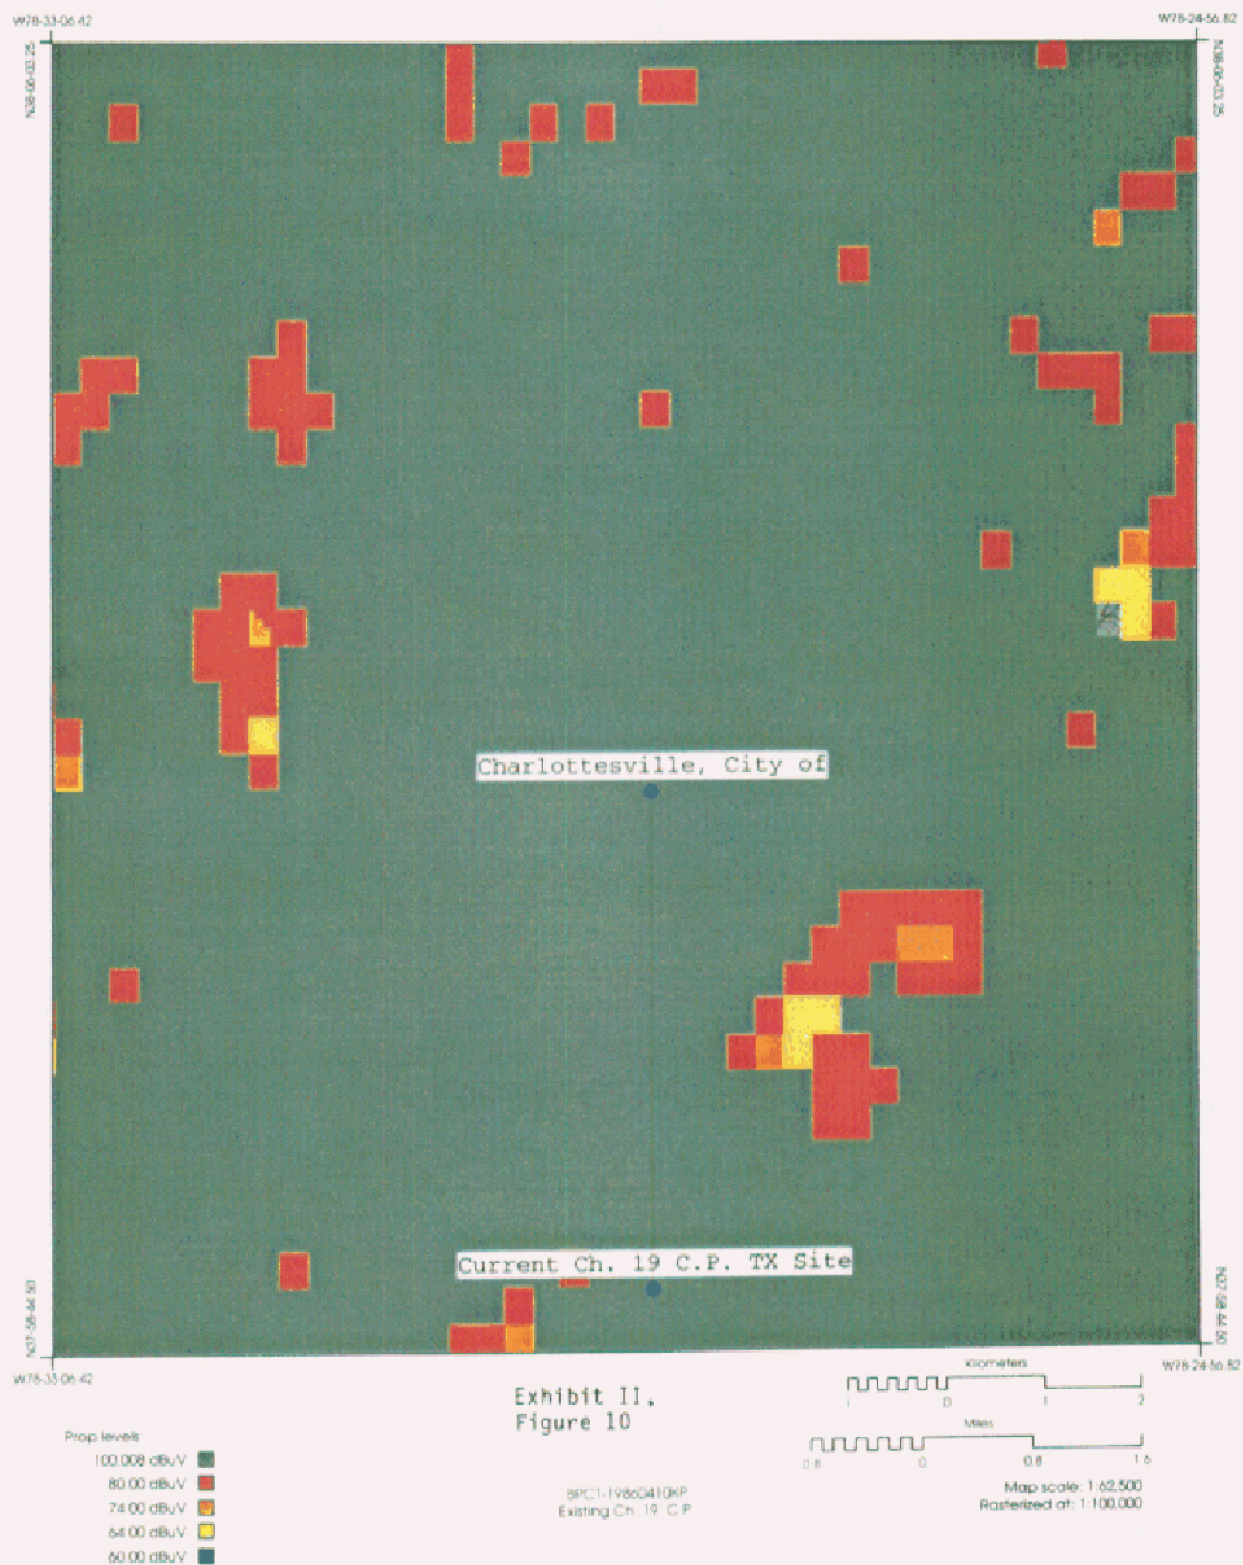 W78-33-06.42
W78-24-56.82
N38-06-03.25
N38-06-03.25
Charlottesville, City of
Current Ch. 19 C.P. TX Site
N37-58-44.50
N37-58-44.50
W78-33-06.42
W78-24-56.82
Exhibit II.
Figure 10
Kilometers
1 0 1 2
Miles
0.8 0 0.8 1.6
Prop levels
100.008 dBuV
80.00 dBuV
74.00 dBuV
64.00 dBuV
60.00 dBuV
BPCT-19860410KP
Existing Ch. 19 C.P.
Map scale: 1:62,500
Rasterized at: 1:100,000